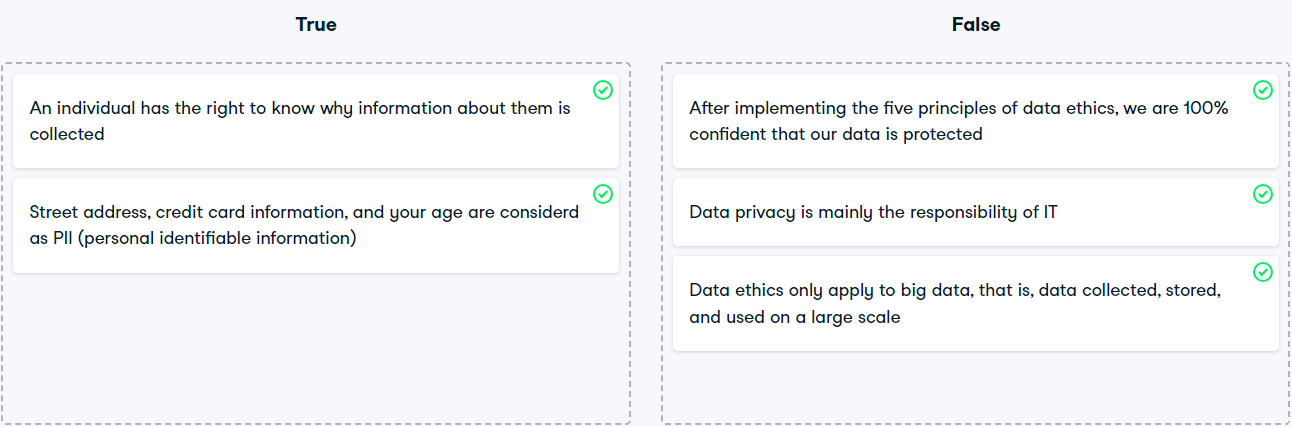 True
An individual has the right to know why information about them is
collected
Street address, credit card information, and your age are considerd
as PII (personal identifiable information)
False
After implementing the five principles of data ethics, we are 100%
confident that our data is protected
Data privacy is mainly the responsibility of IT
Data ethics only apply to big data, that is, data collected, stored,
and used on a large scale